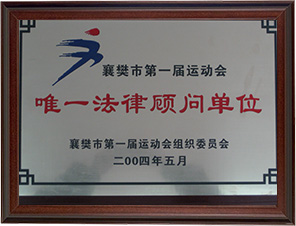 襄樊市第一届运动会
唯一法律顾问单位
襄樊市第一届运动会组织委员会
二00四年五月